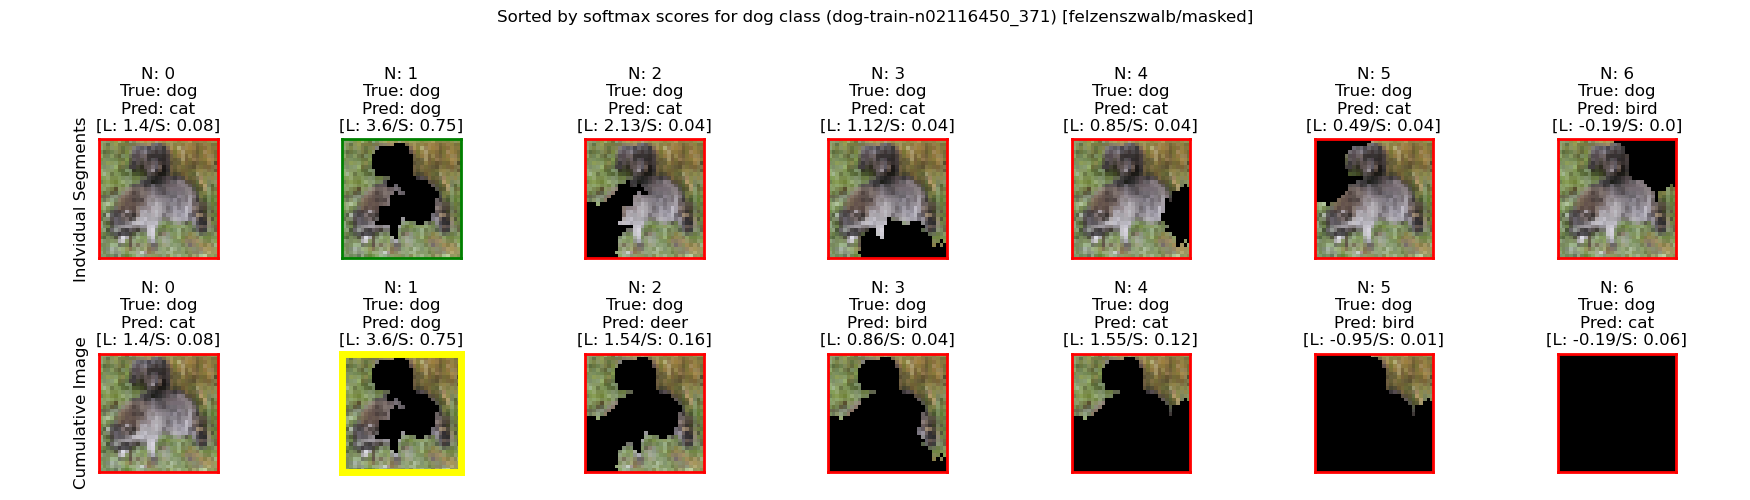 Sorted by softmax scores for dog class (dog-train-n02116450_371) [felzenszwalb/masked]
Indvidual Segments
N: 0
True: dog
Pred: cat
[L: 1.4/S: 0.08]
N: 1
True: dog
Pred: dog
[L: 3.6/S: 0.75]
N: 2
True: dog
Pred: cat
[L: 2.13/S: 0.04]
N: 3
True: dog
Pred: cat
[L: 1.12/S: 0.04]
N: 4
True: dog
Pred: cat
[L: 0.85/S: 0.04]
N: 5
True: dog
Pred: cat
[L: 0.49/S: 0.04]
N: 6
True: dog
Pred: bird
[L: -0.19/S: 0.0]
Cumulative Image
N: 0
True: dog
Pred: cat
[L: 1.4/S: 0.08]
N: 1
True: dog
Pred: dog
[L: 3.6/S: 0.75]
N: 2
True: dog
Pred: deer
[L: 1.54/S: 0.16]
N: 3
True: dog
Pred: bird
[L: 0.86/S: 0.04]
N: 4
True: dog
Pred: cat
[L: 1.55/S: 0.12]
N: 5
True: dog
Pred: bird
[L: -0.95/S: 0.01]
N: 6
True: dog
Pred: cat
[L: -0.19/S: 0.06]